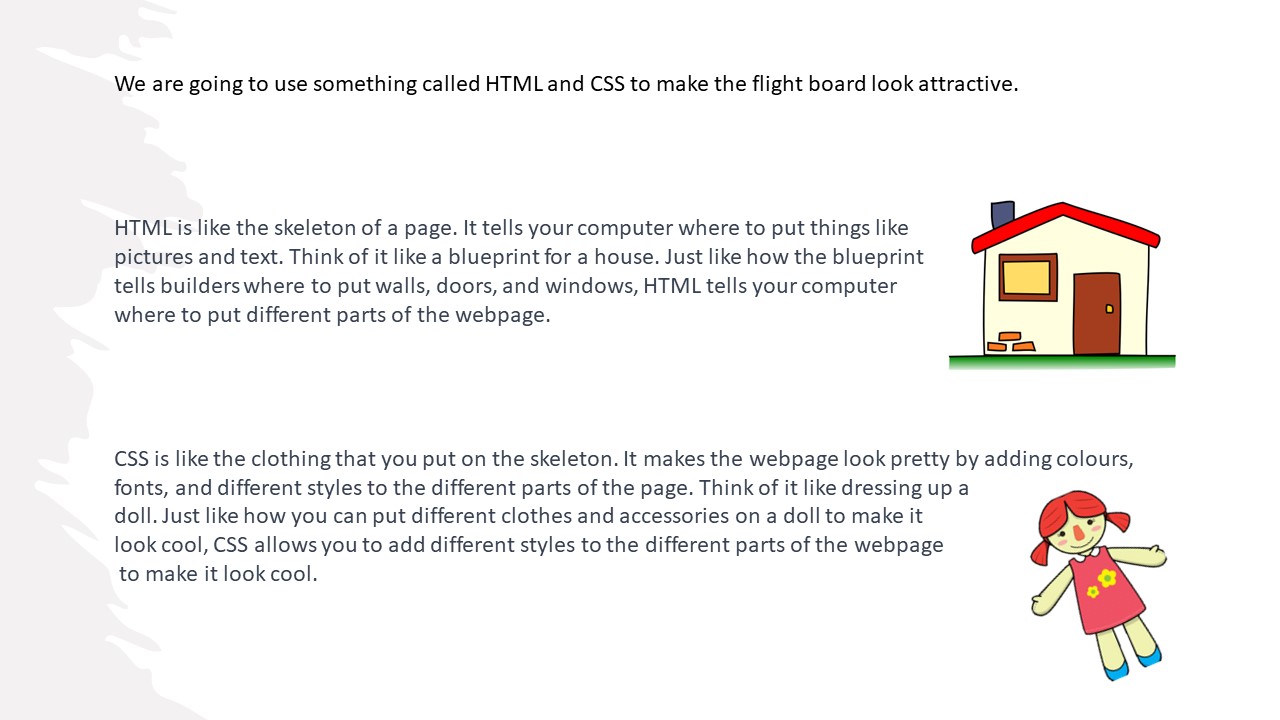 We are going to use something called HTML and CSS to make the flight board look attractive.
HTML is like the skeleton of a page. It tells your computer where to put things like
pictures and text. Think of it like a blueprint for a house. Just like how the blueprint
tells builders where to put walls, doors, and windows, HTML tells your computer
where to put different parts of the webpage.
CSS is like the clothing that you put on the skeleton. It makes the webpage look pretty by adding colours,
fonts, and different styles to the different parts of the page. Think of it like dressing up a
doll. Just like how you can put different clothes and accessories on a doll to make it
look cool, CSS allows you to add different styles to the different parts of the webpage
to make it look cool.